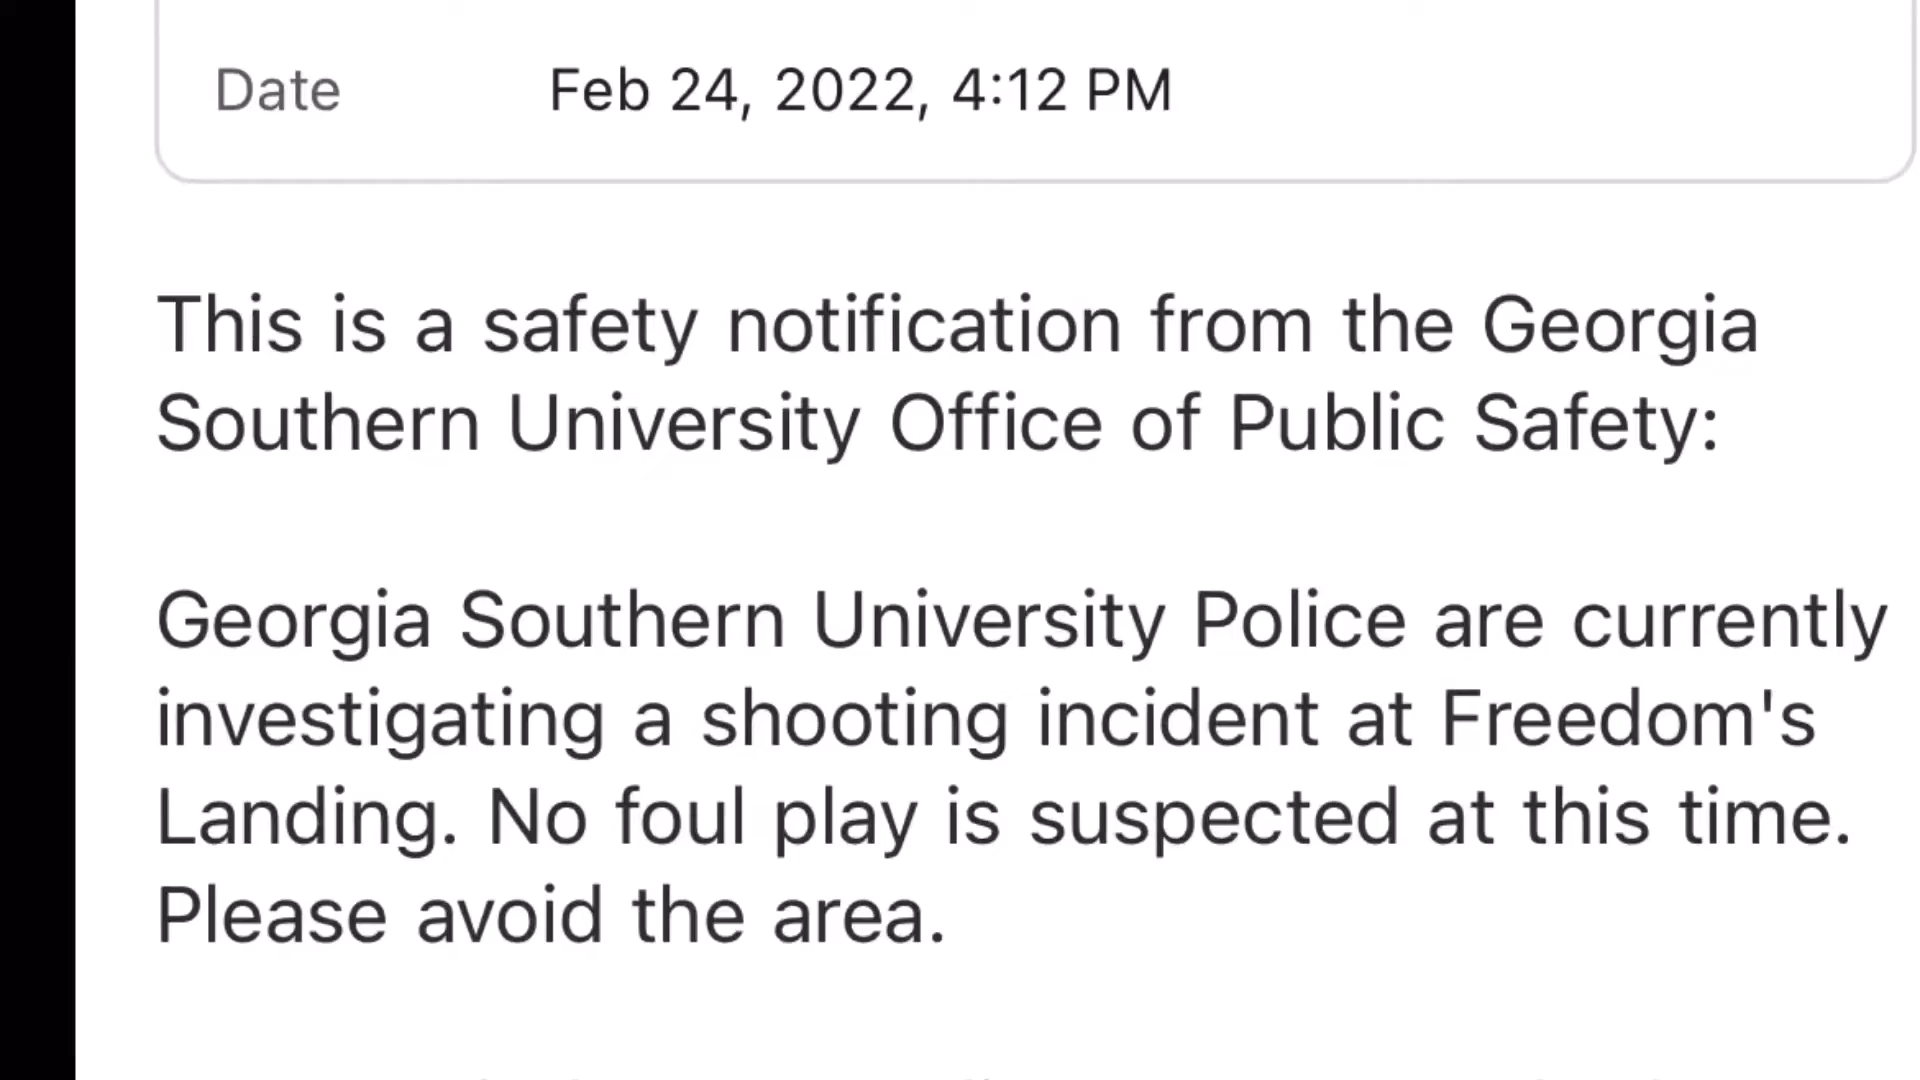 Date Feb 24, 2022, 4:12 PM
This is a safety notification from the Georgia
Southern University Office of Public Safety:
Georgia Southern University Police are currently
investigating a shooting incident at Freedom's
Landing. No foul play is suspected at this time.
Please avoid the area.